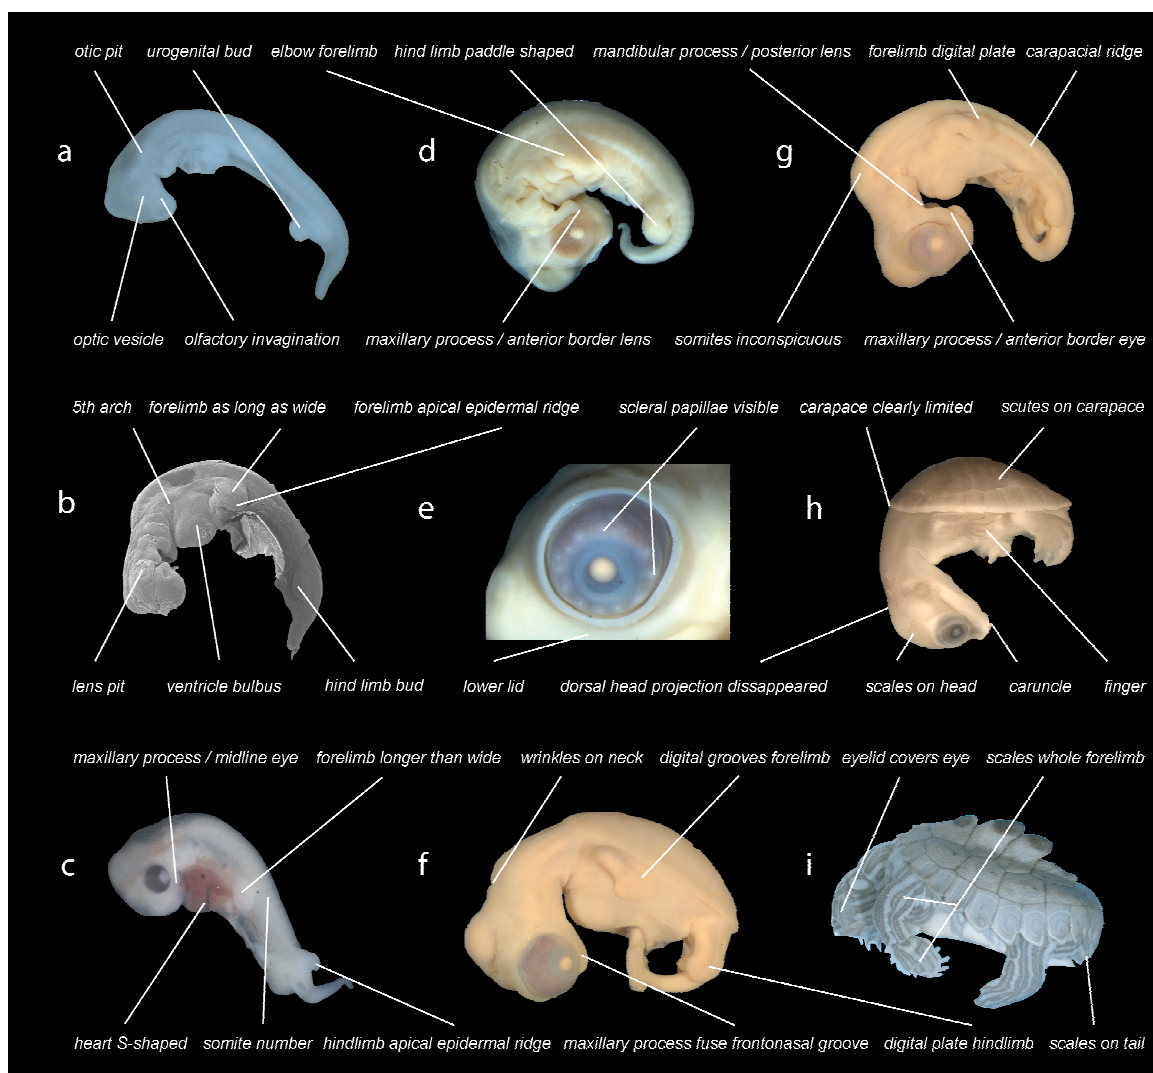 otic pit urogenital bud elbow forelimb hind limb paddle shaped mandibular process / posterior lens forelimb digital plate carapacial ridge
a d g
optic vesicle olfactory invagination maxillary process / anterior border lens somites inconspicuous maxillary process / anterior border eye
5th arch forelimb as long as wide forelimb apical epidermal ridge scleral papillae visible carapace clearly limited scutes on carapace
b e h
lens pit ventricle bulbus hind limb bud lower lid dorsal head projection dissappeared scales on head caruncle finger
maxillary process / midline eye forelimb longer than wide wrinkles on neck digital grooves forelimb eyelid covers eye scales whole forelimb
c f i
heart S-shaped somite number hindlimb apical epidermal ridge maxillary process fuse frontonasal groove digital plate hindlimb scales on tail